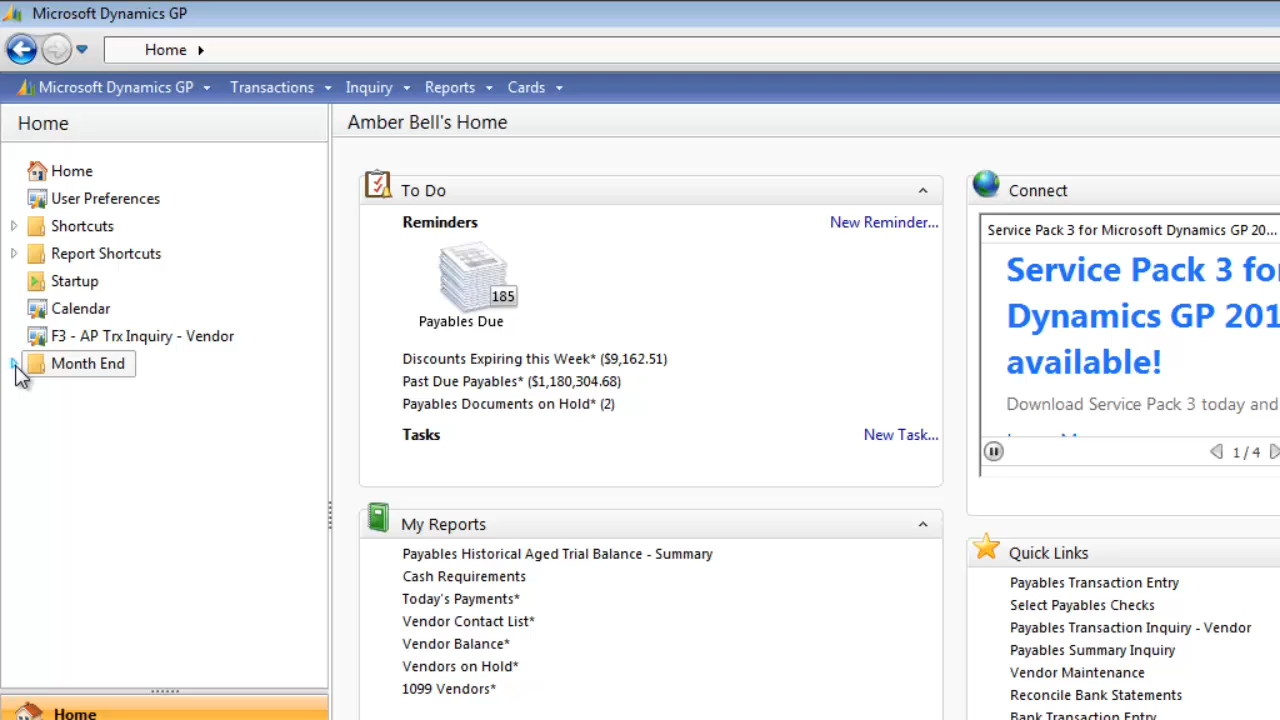 Microsoft Dynamics GP
Home
Microsoft Dynamics GP Transactions Inquiry Reports Cards
Home
Home
User Preferences
Shortcuts
Report Shortcuts
Startup
Calendar
F3 - AP Trx Inquiry - Vendor
Month End
Home
Amber Bell's Home
To Do
Reminders
New Reminder...
185
Payables Due
Discounts Expiring this Week* ($9,162.51)
Past Due Payables* ($1,180,304.68)
Payables Documents on Hold* (2)
Tasks
New Task...
My Reports
Payables Historical Aged Trial Balance - Summary
Cash Requirements
Today's Payments*
Vendor Contact List*
Vendor Balance*
Vendors on Hold*
1099 Vendors*
Connect
Service Pack 3 for Microsoft Dynamics GP 20...
Service Pack 3 fo
Dynamics GP 201
available!
Download Service Pack 3 today and
1 / 4
Quick Links
Payables Transaction Entry
Select Payables Checks
Payables Transaction Inquiry - Vendor
Payables Summary Inquiry
Vendor Maintenance
Reconcile Bank Statements
Bank Transaction Entry